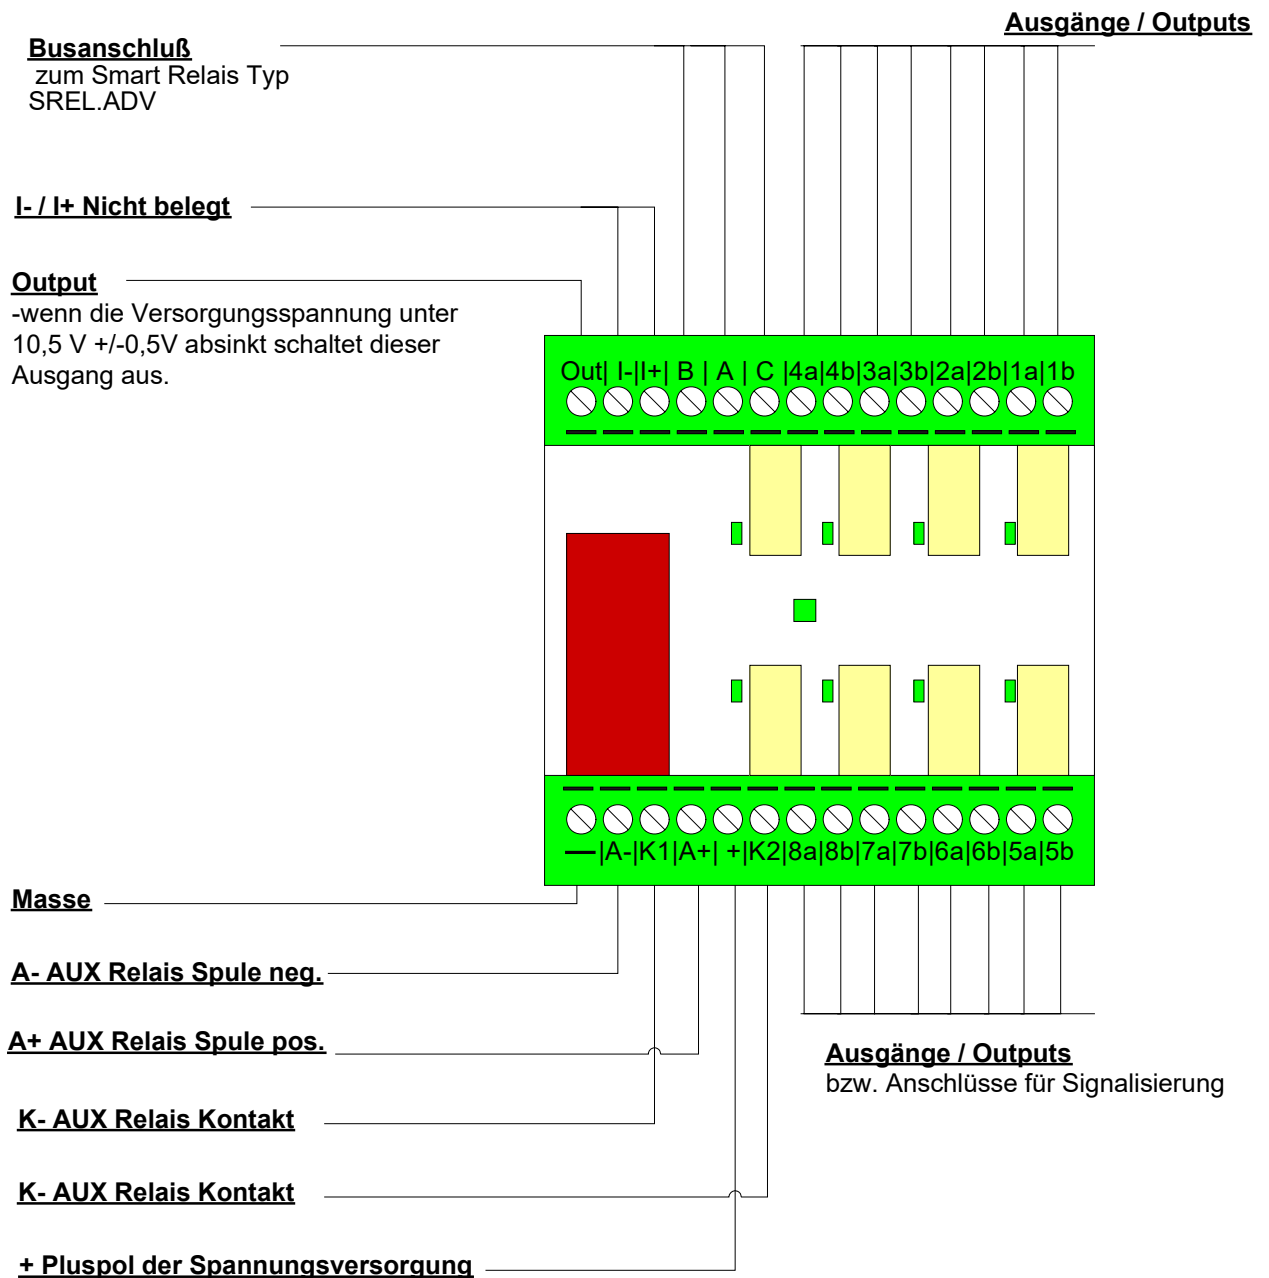 Ausgänge / Outputs
Busanschluß
zum Smart Relais Typ
SREL.ADV
I- / I+ Nicht belegt
Output
-wenn die Versorgungsspannung unter
10,5 V +/-0,5V absinkt schaltet dieser
Ausgang aus.
Out| I-|I+| B | A | C |4a|4b|3a|3b|2a|2b|1a|1b
—|A-|K1|A+| +|K2|8a|8b|7a|7b|6a|6b|5a|5b
Masse
A- AUX Relais Spule neg.
A+ AUX Relais Spule pos.
Ausgänge / Outputs
bzw. Anschlüsse für Signalisierung
K- AUX Relais Kontakt
K- AUX Relais Kontakt
+ Pluspol der Spannungsversorgung